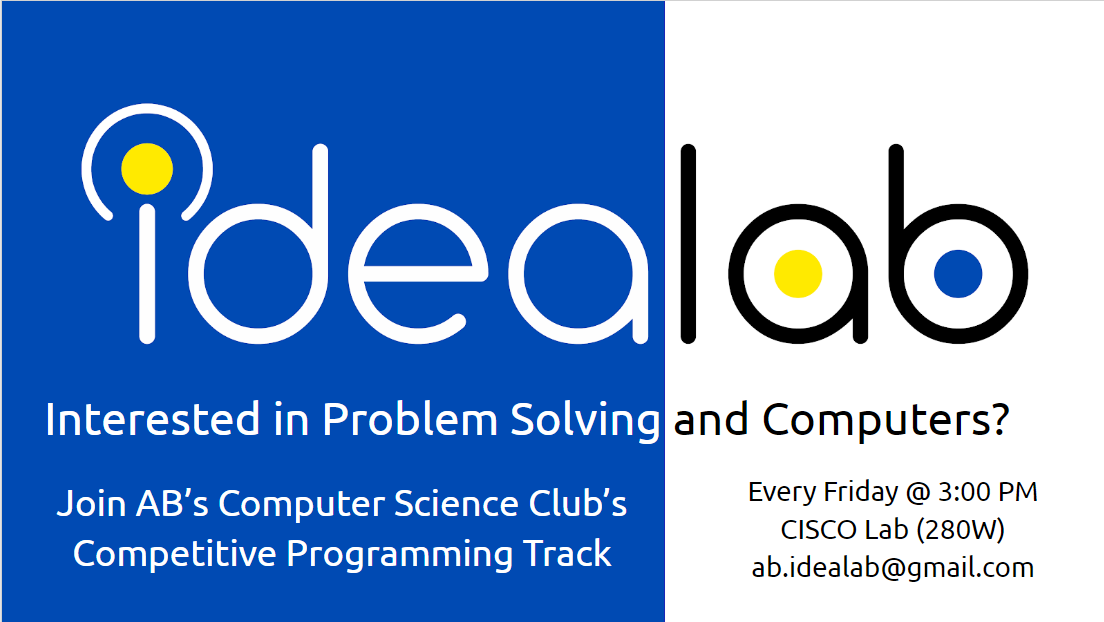 idealab
Interested in Problem Solving and Computers?
Join AB’s Computer Science Club’s
Competitive Programming Track
Every Friday @ 3:00 PM
CISCO Lab (280W)
ab.idealab@gmail.com